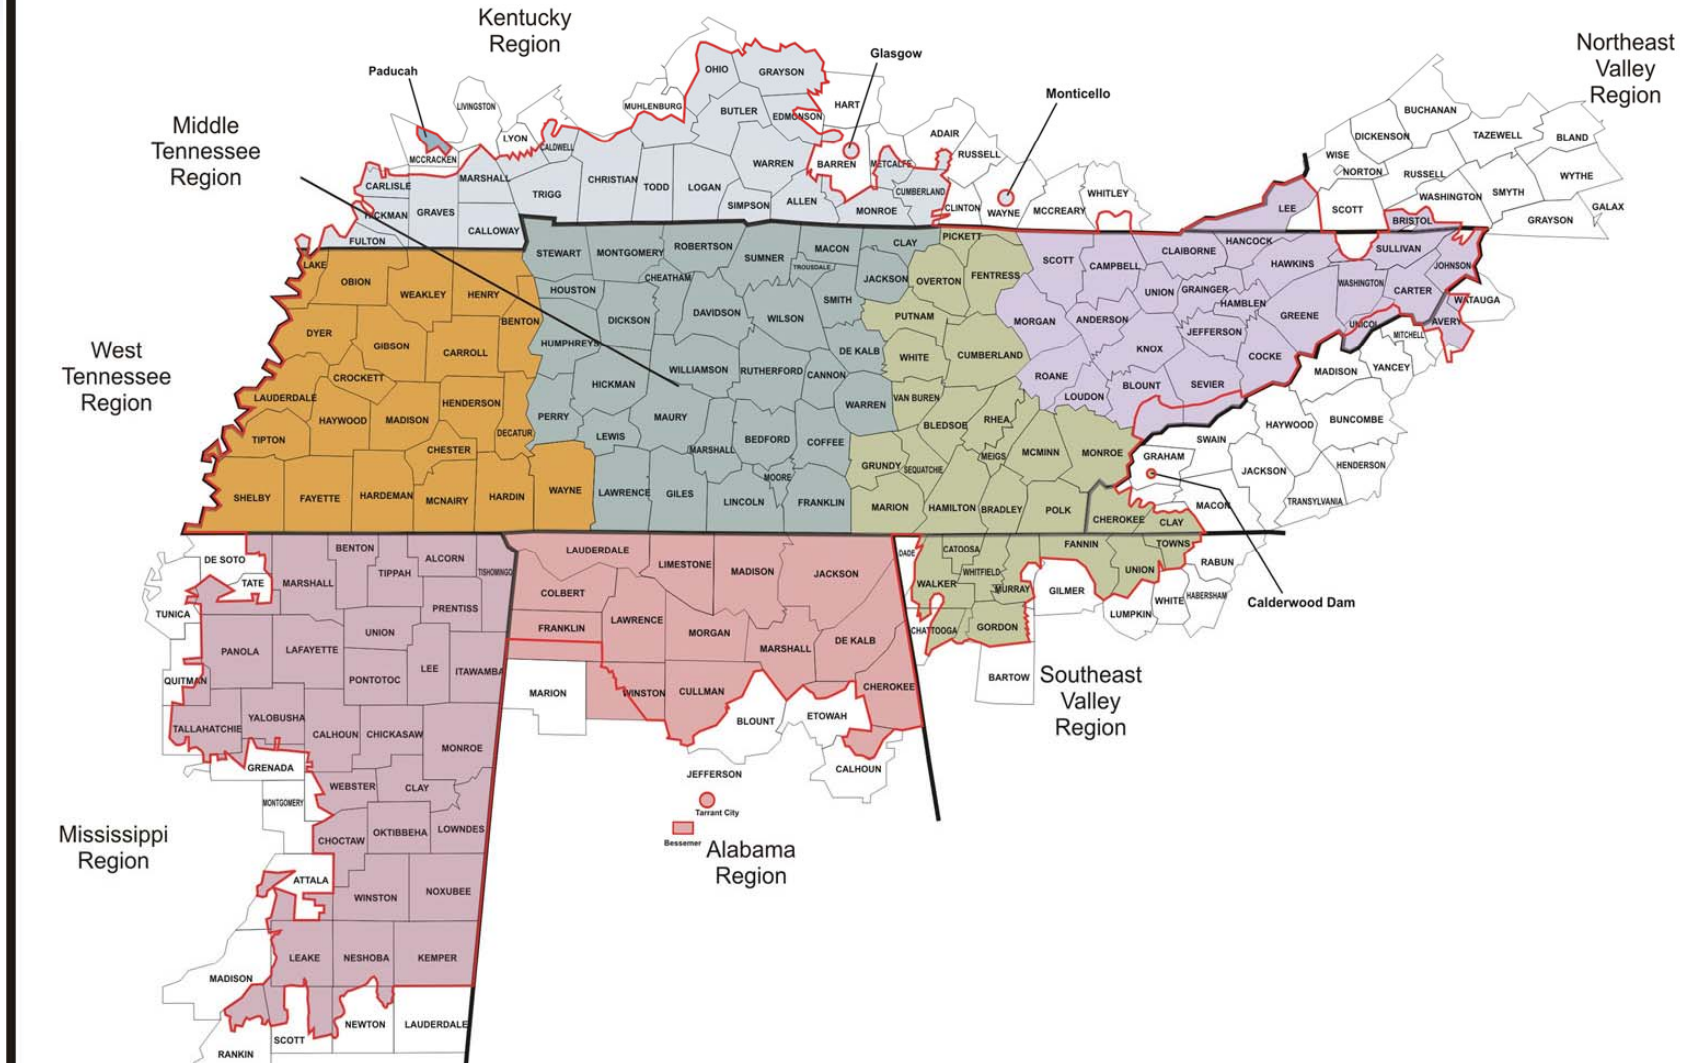 Kentucky
Region
Northeast
Valley
Region
Middle
Tennessee
Region
West
Tennessee
Region
Mississippi
Region
Alabama
Region
Southeast
Valley
Region
Paducah
Glasgow
Monticello
Calderwood Dam
Tarrant City
Bessemer
LIVINGSTON
LYON
MCCRACKEN
CALDWELL
MUHLENBURG
OHIO
GRAYSON
BUTLER
EDMONSON
HART
BARREN
METCALFE
ADAIR
RUSSELL
CARLISLE
MARSHALL
HICKMAN
GRAVES
CALLOWAY
FULTON
TRIGG
CHRISTIAN
TODD
LOGAN
WARREN
SIMPSON
ALLEN
MONROE
CUMBERLAND
CLINTON
WAYNE
MCCREARY
WHITLEY
BUCHANAN
DICKENSON
TAZEWELL
BLAND
WISE
NORTON
RUSSELL
WASHINGTON
SMYTH
WYTHE
LEE
SCOTT
BRISTOL
GRAYSON
GALAX
LAKE
OBION
WEAKLEY
HENRY
BENTON
DYER
GIBSON
CARROLL
CROCKETT
LAUDERDALE
HAYWOOD
MADISON
HENDERSON
DECATUR
TIPTON
CHESTER
SHELBY
FAYETTE
HARDEMAN
MCNAIRY
HARDIN
WAYNE
STEWART
MONTGOMERY
ROBERTSON
SUMNER
MACON
TROUSDALE
CLAY
JACKSON
HOUSTON
CHEATHAM
SMITH
DICKSON
DAVIDSON
WILSON
HUMPHREYS
DE KALB
HICKMAN
WILLIAMSON
RUTHERFORD
CANNON
PERRY
MAURY
WARREN
LEWIS
MARSHALL
BEDFORD
COFFEE
MOORE
LAWRENCE
GILES
LINCOLN
FRANKLIN
PICKETT
OVERTON
FENTRESS
PUTNAM
WHITE
CUMBERLAND
VAN BUREN
BLEDSOE
RHEA
GRUNDY
SEQUATCHIE
MEIGS
MCMINN
MONROE
MARION
HAMILTON
BRADLEY
POLK
SCOTT
CAMPBELL
CLAIBORNE
HANCOCK
HAWKINS
SULLIVAN
JOHNSON
UNION
GRAINGER
HAMBLEN
WASHINGTON
CARTER
MORGAN
ANDERSON
JEFFERSON
GREENE
UNICOI
KNOX
COCKE
ROANE
BLOUNT
SEVIER
LOUDON
WATAUGA
AVERY
MITCHELL
YANCEY
MADISON
BUNCOMBE
HAYWOOD
SWAIN
GRAHAM
JACKSON
HENDERSON
TRANSYLVANIA
MACON
CHEROKEE
CLAY
DE SOTO
TATE
TUNICA
MARSHALL
BENTON
TIPPAH
ALCORN
TISHOMINGO
PRENTISS
UNION
PANOLA
LAFAYETTE
LEE
ITAWAMBA
QUITMAN
PONTOTOC
TALLAHATCHIE
YALOBUSHA
CALHOUN
CHICKASAW
MONROE
GRENADA
WEBSTER
CLAY
MONTGOMERY
CHOCTAW
OKTIBBEHA
LOWNDES
ATTALA
WINSTON
NOXUBEE
LEAKE
NESHOBA
KEMPER
MADISON
NEWTON
LAUDERDALE
SCOTT
RANKIN
LAUDERDALE
LIMESTONE
MADISON
JACKSON
COLBERT
LAWRENCE
FRANKLIN
MORGAN
DE KALB
MARSHALL
MARION
WINSTON
CULLMAN
CHEROKEE
BLOUNT
ETOWAH
JEFFERSON
CALHOUN
DADE
CATOOSA
WHITFIELD
WALKER
MURRAY
FANNIN
TOWNS
UNION
GILMER
RABUN
WHITE
HABERSHAM
LUMPKIN
CHATTOOGA
GORDON
BARTOW